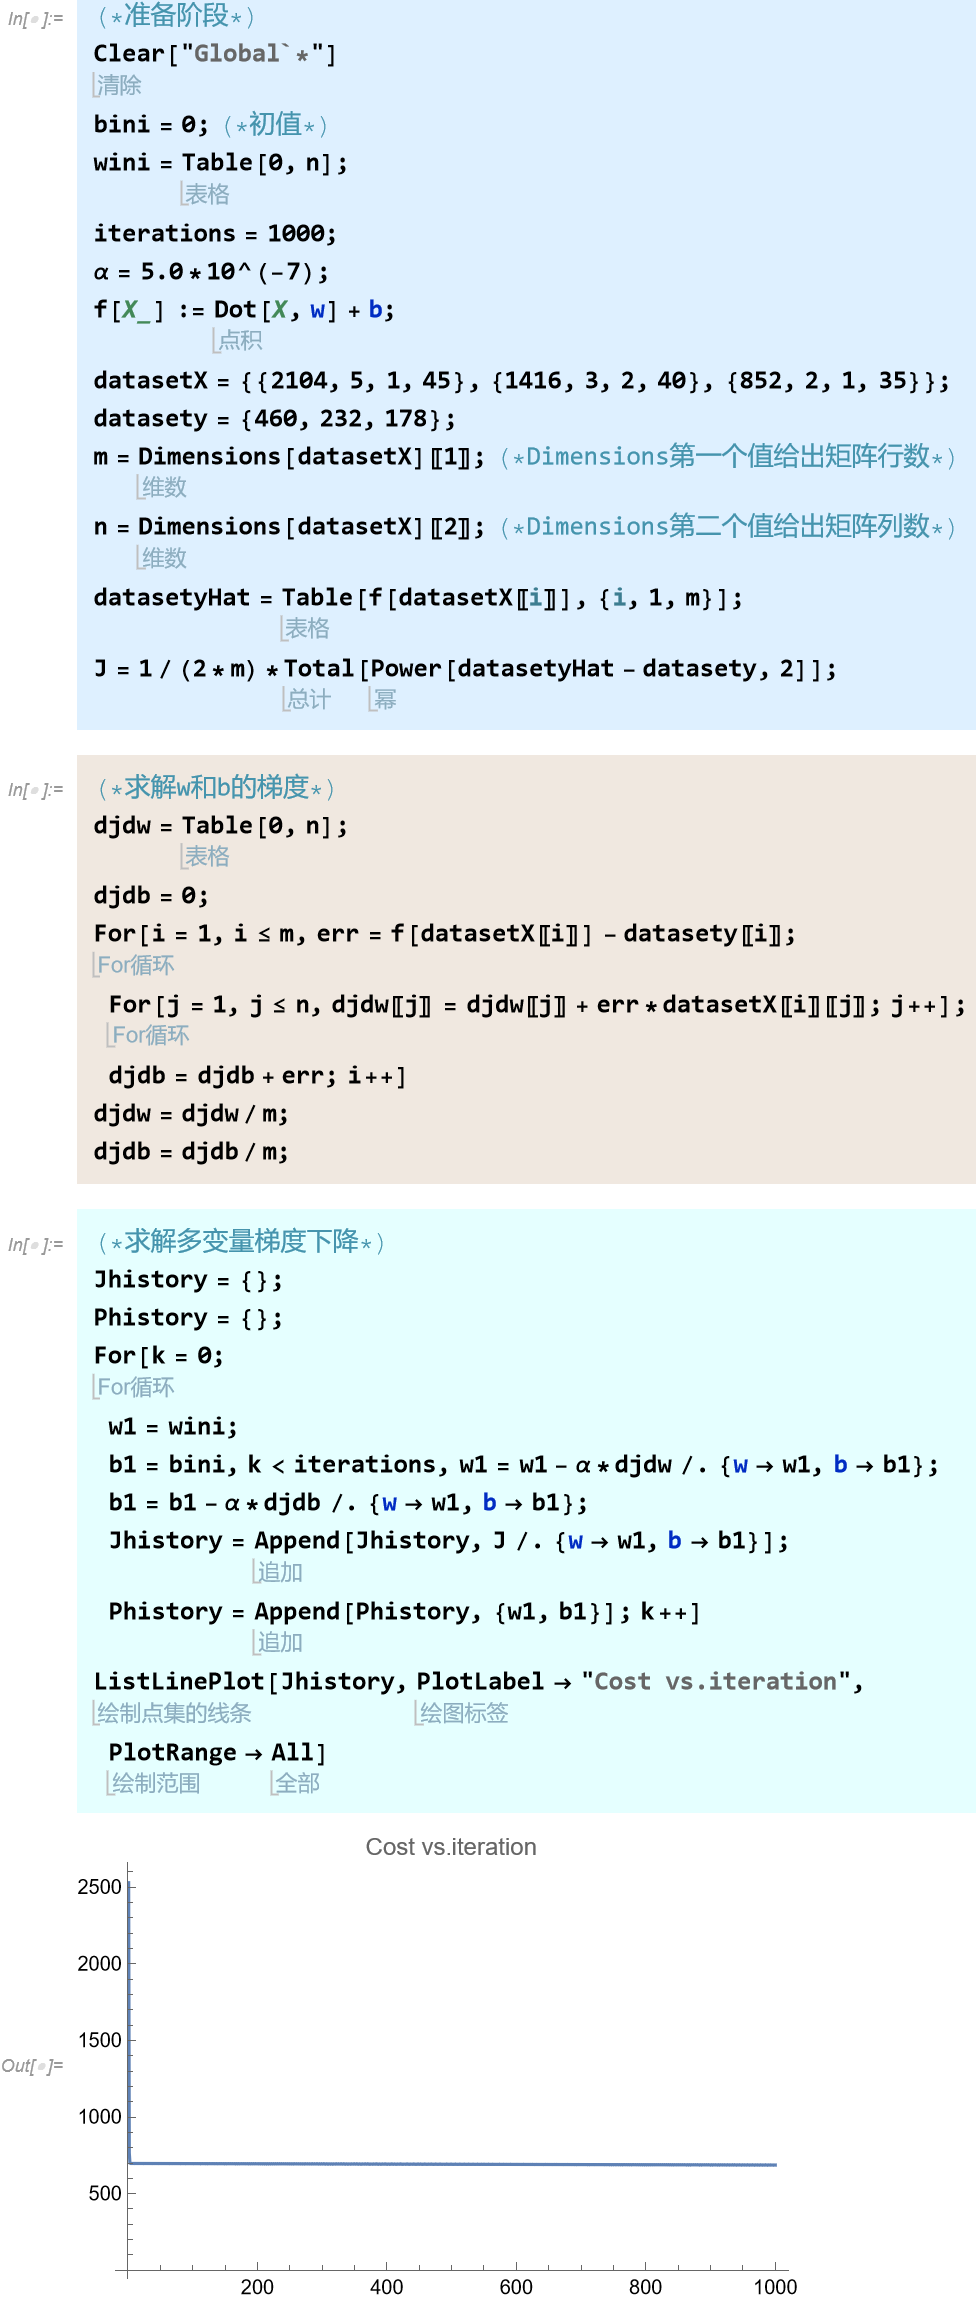 In[•]:= (*准备阶段*)
Clear["Global`*"]
清除
bini = 0; (*初值*)
wini = Table[0, n];
表格
iterations = 1000;
α = 5.0*10^(-7);
f[X_] := Dot[X, w] + b;
点积
datasetX = {{2104, 5, 1, 45}, {1416, 3, 2, 40}, {852, 2, 1, 35}};
datasety = {460, 232, 178};
m = Dimensions[datasetX]〚1〛; (*Dimensions第一个值给出矩阵行数*)
维数
n = Dimensions[datasetX]〚2〛; (*Dimensions第二个值给出矩阵列数*)
维数
datasetyHat = Table[f[datasetX〚i〛], {i, 1, m}];
表格
J = 1 / (2*m) * Total[Power[datasetyHat - datasety, 2]];
总计 幂
In[•]:= (*求解w和b的梯度*)
djdw = Table[0, n];
表格
djdb = 0;
For[i = 1, i ≤ m, err = f[datasetX〚i〛] - datasety〚i〛;
For循环
For[j = 1, j ≤ n, djdw〚j〛 = djdw〚j〛 + err*datasetX〚i〛〚j〛; j++];
For循环
djdb = djdb + err; i++]
djdw = djdw / m;
djdb = djdb / m;
In[•]:= (*求解多变量梯度下降*)
Jhistory = {};
Phistory = {};
For[k = 0;
For循环
w1 = wini;
b1 = bini, k < iterations, w1 = w1 - α*djdw /. {w → w1, b → b1};
b1 = b1 - α*djdb /. {w → w1, b → b1};
Jhistory = Append[Jhistory, J /. {w → w1, b → b1}];
追加
Phistory = Append[Phistory, {w1, b1}]; k++]
追加
ListLinePlot[Jhistory, PlotLabel → "Cost vs.iteration",
绘制点集的线条 绘图标签
PlotRange → All]
绘制范围 全部
Cost vs.iteration
2500
2000
1500
Out[•]=
1000
500
200 400 600 800 1000